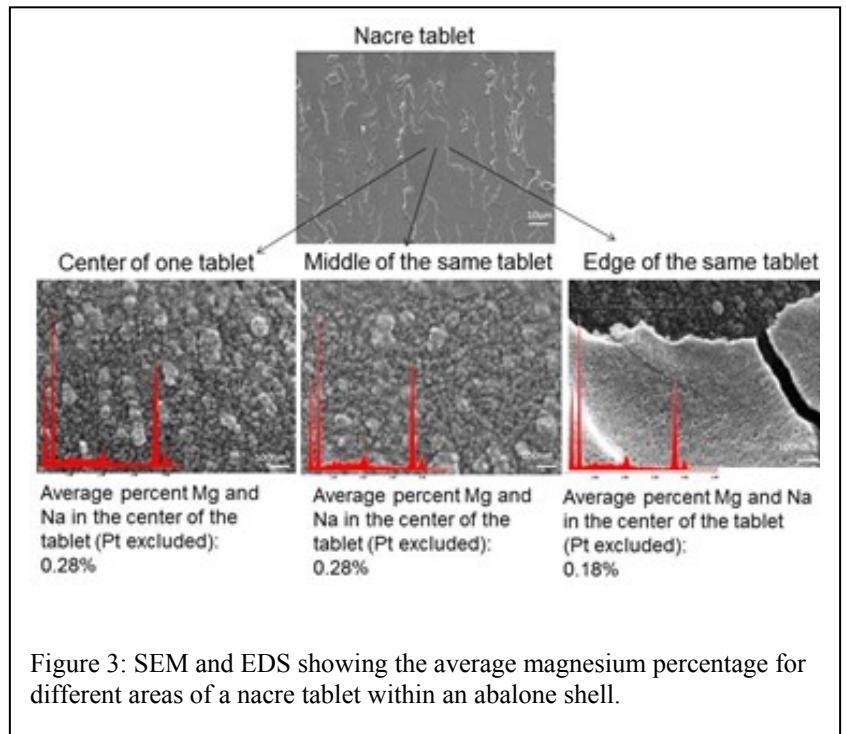 Nacre tablet
10μm
Center of one tablet
Middle of the same tablet
Edge of the same tablet
Average percent Mg and
Na in the center of the
tablet (Pt excluded):
0.28%
Average percent Mg and
Na in the center of the
tablet (Pt excluded):
0.28%
Average percent Mg and Na
in the center of the tablet
(Pt excluded):
0.18%
Figure 3: SEM and EDS showing the average magnesium percentage for
different areas of a nacre tablet within an abalone shell.